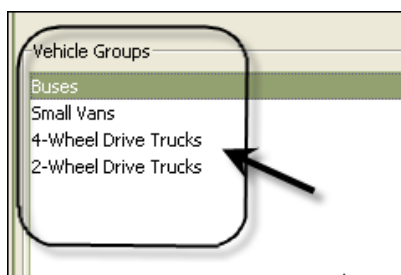 Vehicle Groups
Buses
Small Vans
4-Wheel Drive Trucks
2-Wheel Drive Trucks